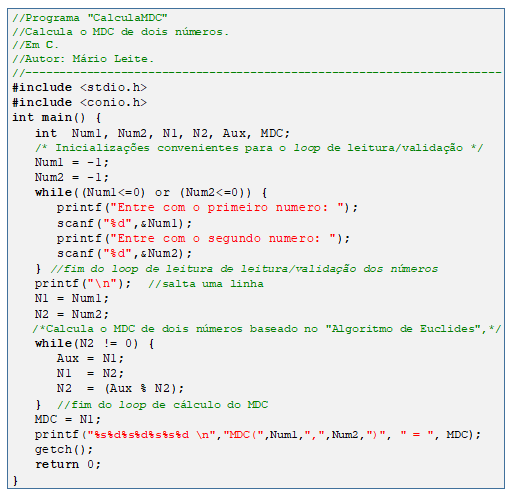 //Programa "CalculaMDC"
//Calcula o MDC de dois números.
//Em C.
//Autor: Mário Leite.
//------------------------------------------------------------------
#include <stdio.h>
#include <conio.h>
int main() {
   int  Num1, Num2, N1, N2, Aux, MDC;
   /* Inicializações convenientes para o loop de leitura/validação */
   Num1 = -1;
   Num2 = -1;
   while((Num1<=0) or (Num2<=0)) {
      printf("Entre com o primeiro numero: ");
      scanf("%d",&Num1);
      printf("Entre com o segundo numero: ");
      scanf("%d",&Num2);
   } //fim do loop de leitura de leitura/validação dos números
   printf("\n");  //salta uma linha
   N1 = Num1;
   N2 = Num2;
   /*Calcula o MDC de dois números baseado no "Algoritmo de Euclides",*/
   while(N2 != 0) {
      Aux = N1;
      N1  = N2;
      N2  = (Aux % N2);
   }  //fim do loop de cálculo do MDC
   MDC = N1;
   printf("%s%d%s%d%s%s%d \n","MDC(",Num1,",",Num2,")", " = ", MDC);
   getch();
   return 0;
}